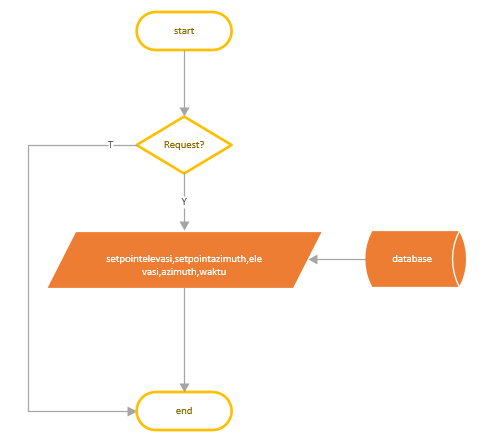 start
Request?
T
Y
setpointelevasi,setpointazimuth,ele
vasi,azimuth,waktu
database
end